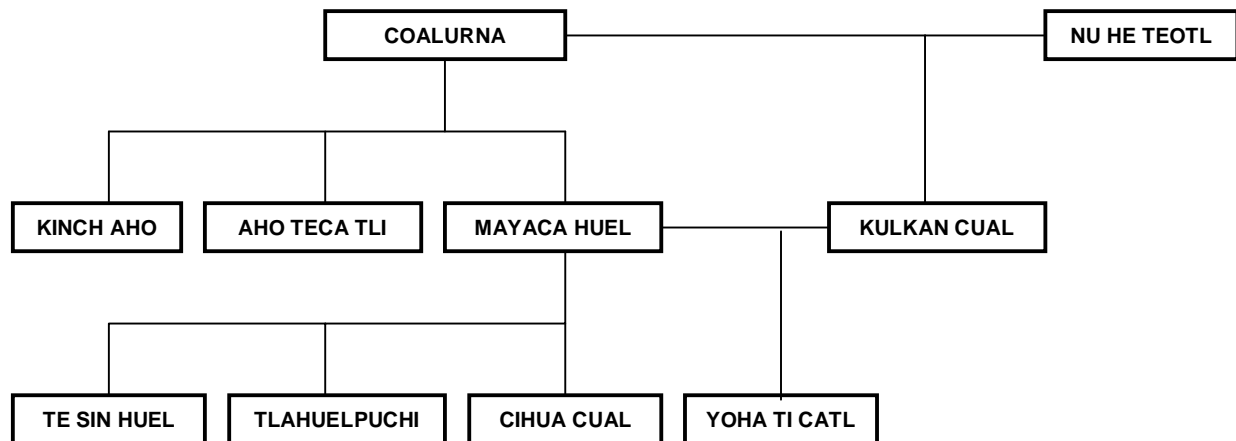 COALURNA
NU HE TEOTL
KINCH AHO
AHO TECA TLI
MAYACA HUEL
KULKAN CUAL
TE SIN HUEL
TLAHUELPUCHI
CIHUA CUAL
YOHA TI CATL